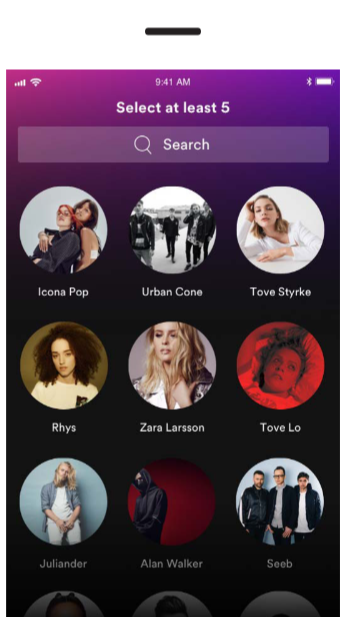 9:41 AM
Select at least 5
Search
Icona Pop
Urban Cone
Tove Styrke
Rhys
Zara Larsson
Tove Lo
Juliander
Alan Walker
Seeb